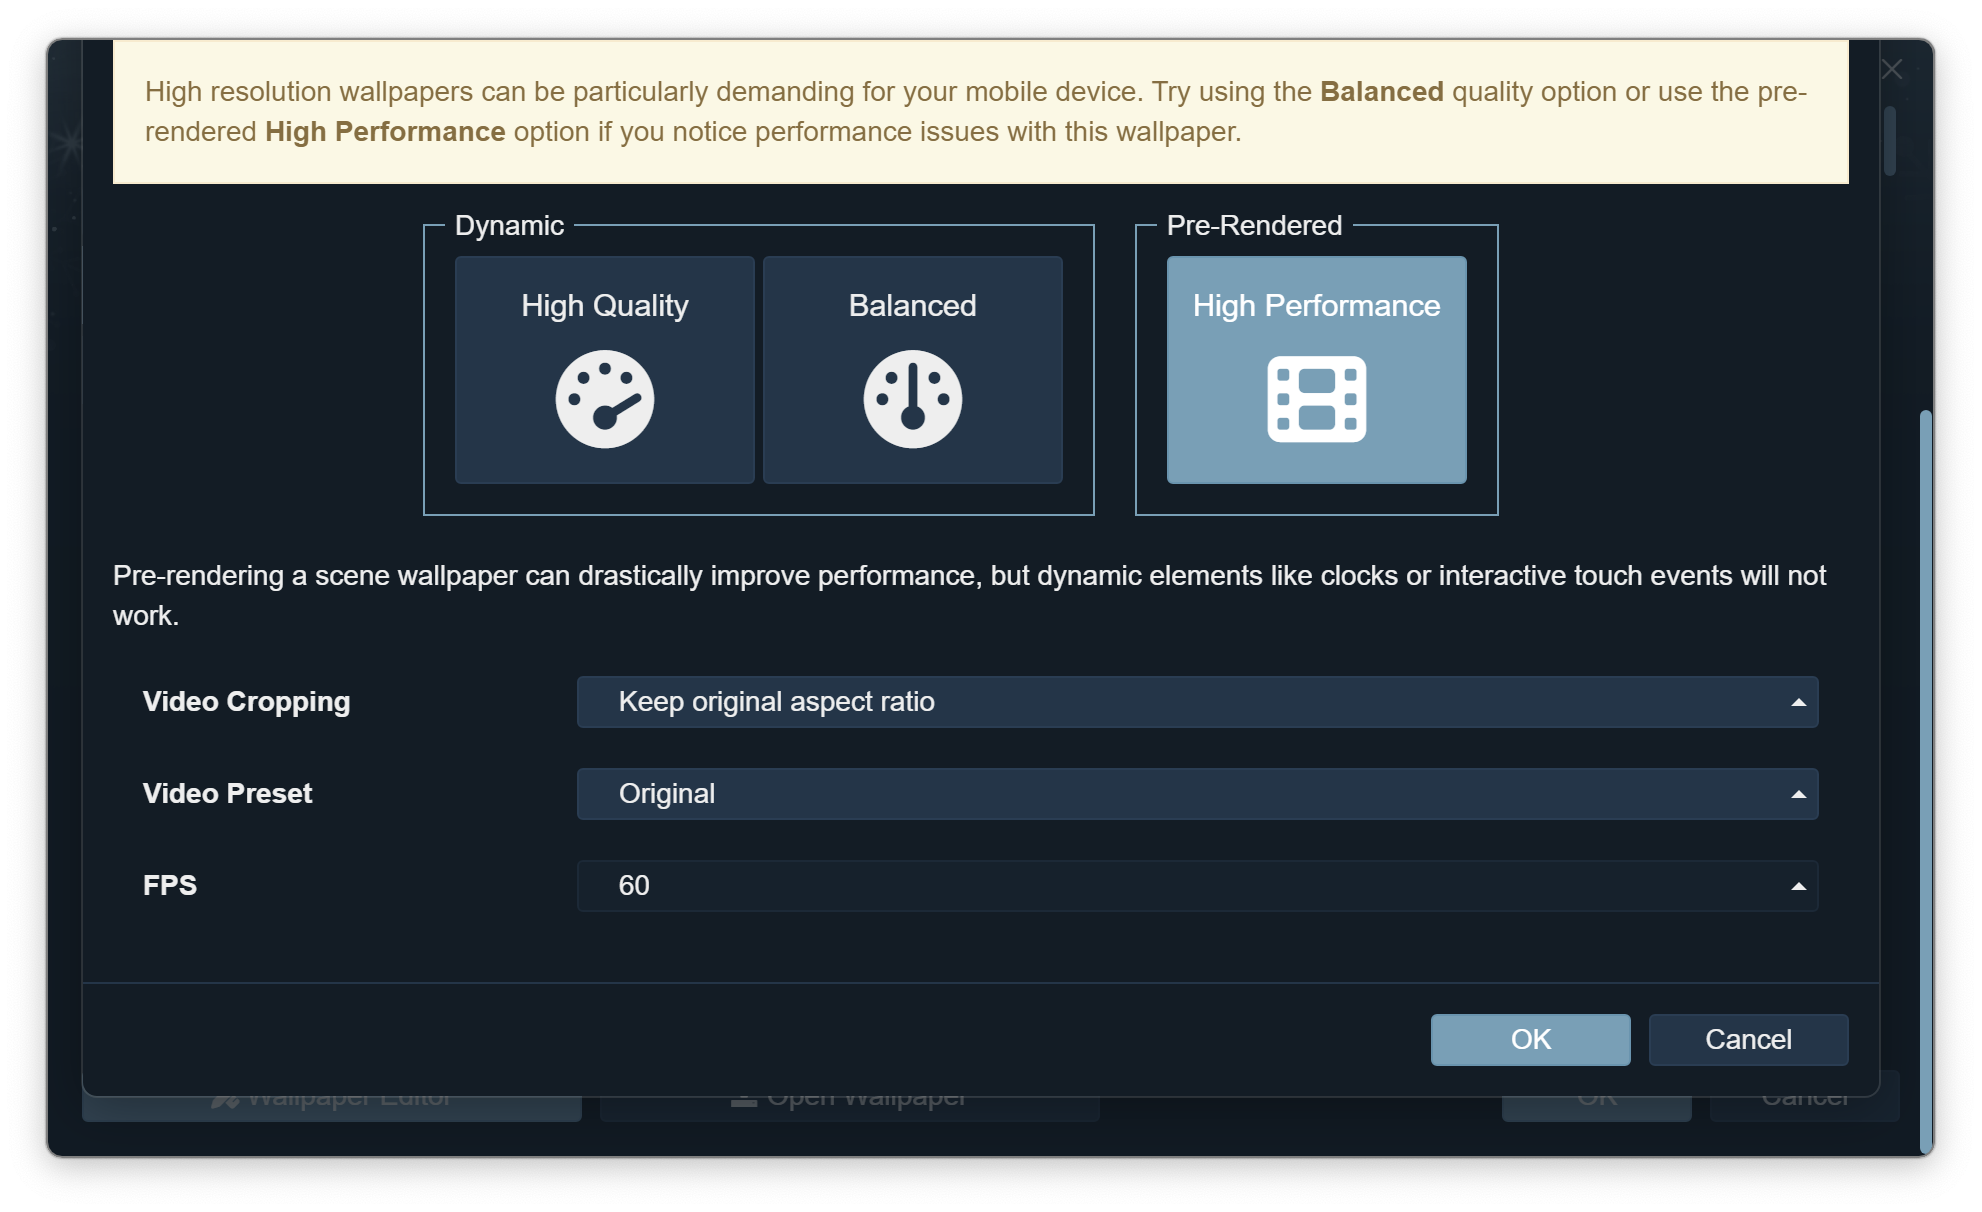 High resolution wallpapers can be particularly demanding for your mobile device. Try using the Balanced quality option or use the pre-
rendered High Performance option if you notice performance issues with this wallpaper.
Dynamic
Pre-Rendered
High Quality
Balanced
High Performance
Pre-rendering a scene wallpaper can drastically improve performance, but dynamic elements like clocks or interactive touch events will not
work.
Video Cropping
Keep original aspect ratio
Video Preset
Original
FPS
60
OK
Cancel
Wallpaper Editor
Open Wallpaper
OK
Cancel